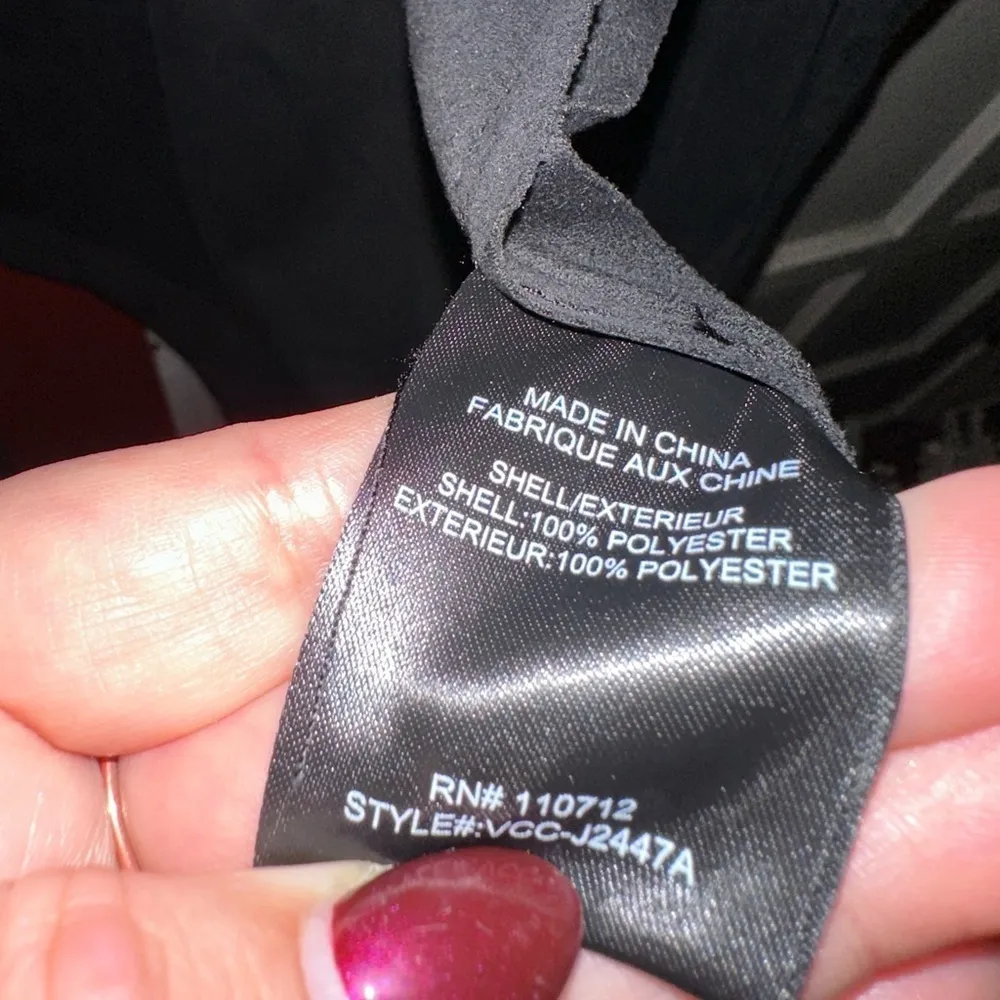 MADE IN CHINA
FABRIQUE AUX CHINE
SHELL/EXTERIEUR
SHELL:100% POLYESTER
EXTERIEUR:100% POLYESTER
RN# 110712
STYLE#:VCC-J2447A